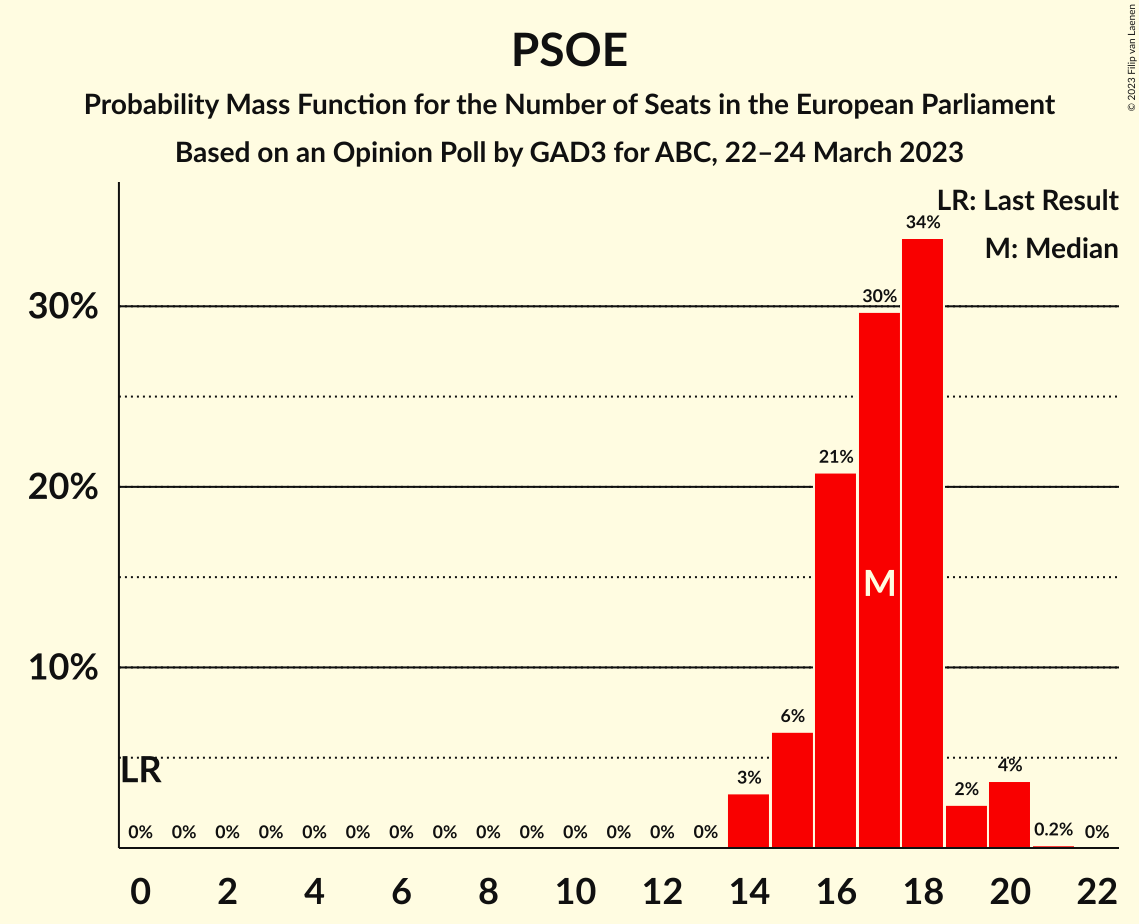 PSOE
Probability Mass Function for the Number of Seats in the European Parliament
Based on an Opinion Poll by GAD3 for ABC, 22–24 March 2023
© 2023 Filip van Laenen
LR: Last Result
M: Median
34%
30%
30%
21%
20%
M
10%
6%
LR
4%
3%
2%
0% 0% 0% 0% 0% 0% 0% 0% 0% 0% 0% 0% 0% 0% 0.2% 0%
0 2 4 6 8 10 12 14 16 18 20 22